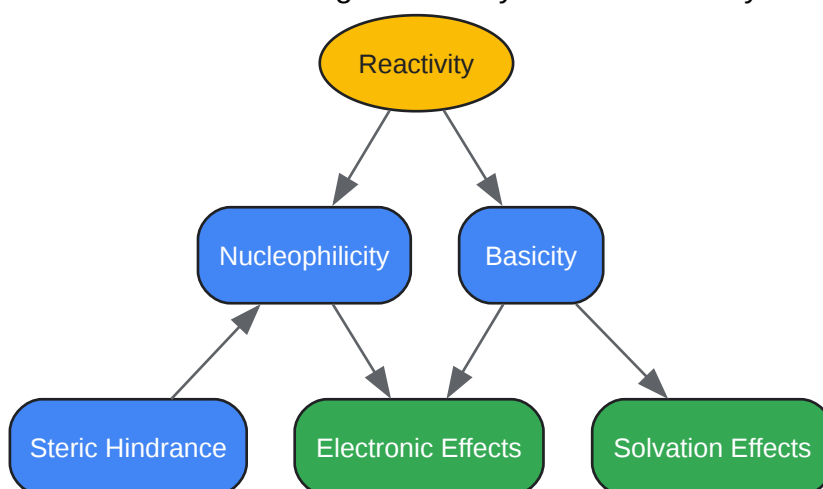 Reactivity
Nucleophilicity Basicity
Steric Hindrance Electronic Effects Solvation Effects